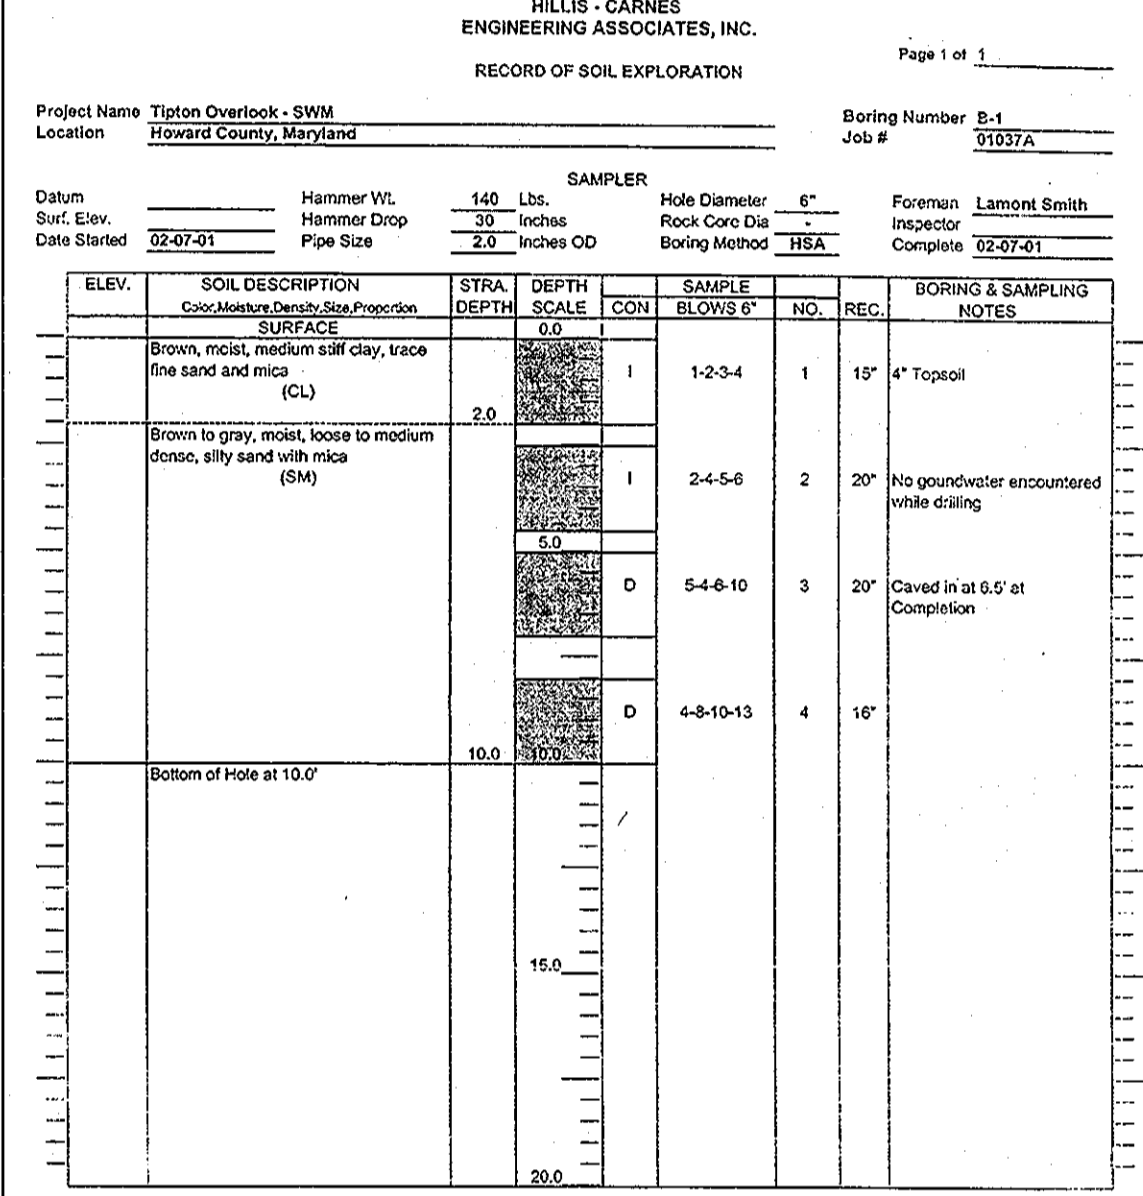 HILLIS - CARNES
ENGINEERING ASSOCIATES, INC.
Page 1 of 1
RECORD OF SOIL EXPLORATION
Project Name Tipton Overlook - SWM
Boring Number B-1
Location Howard County, Maryland
Job # 01037A
SAMPLER
Datum Hammer Wt. 140 Lbs. Hole Diameter 6" Foreman Lamont Smith
Surf. Elev. Hammer Drop 30 Inches Rock Core Dia - Inspector
Date Started 02-07-01 Pipe Size 2.0 Inches OD Boring Method HSA Complete 02-07-01
ELEV. SOIL DESCRIPTION STRA. DEPTH SAMPLE BORING & SAMPLING
Color,Moisture,Density,Size,Proportion DEPTH SCALE CON BLOWS 6" NO. REC. NOTES
SURFACE 0.0
Brown, moist, medium stiff clay, trace
fine sand and mica I 1-2-3-4 1 15" 4" Topsoil
(CL)
2.0
Brown to gray, moist, loose to medium
dense, silty sand with mica
(SM) I 2-4-5-6 2 20" No goundwater encountered
while drilling
5.0
D 5-4-6-10 3 20" Caved in at 6.5' at
Completion
D 4-8-10-13 4 16"
10.0 10.0
Bottom of Hole at 10.0'
15.0
20.0